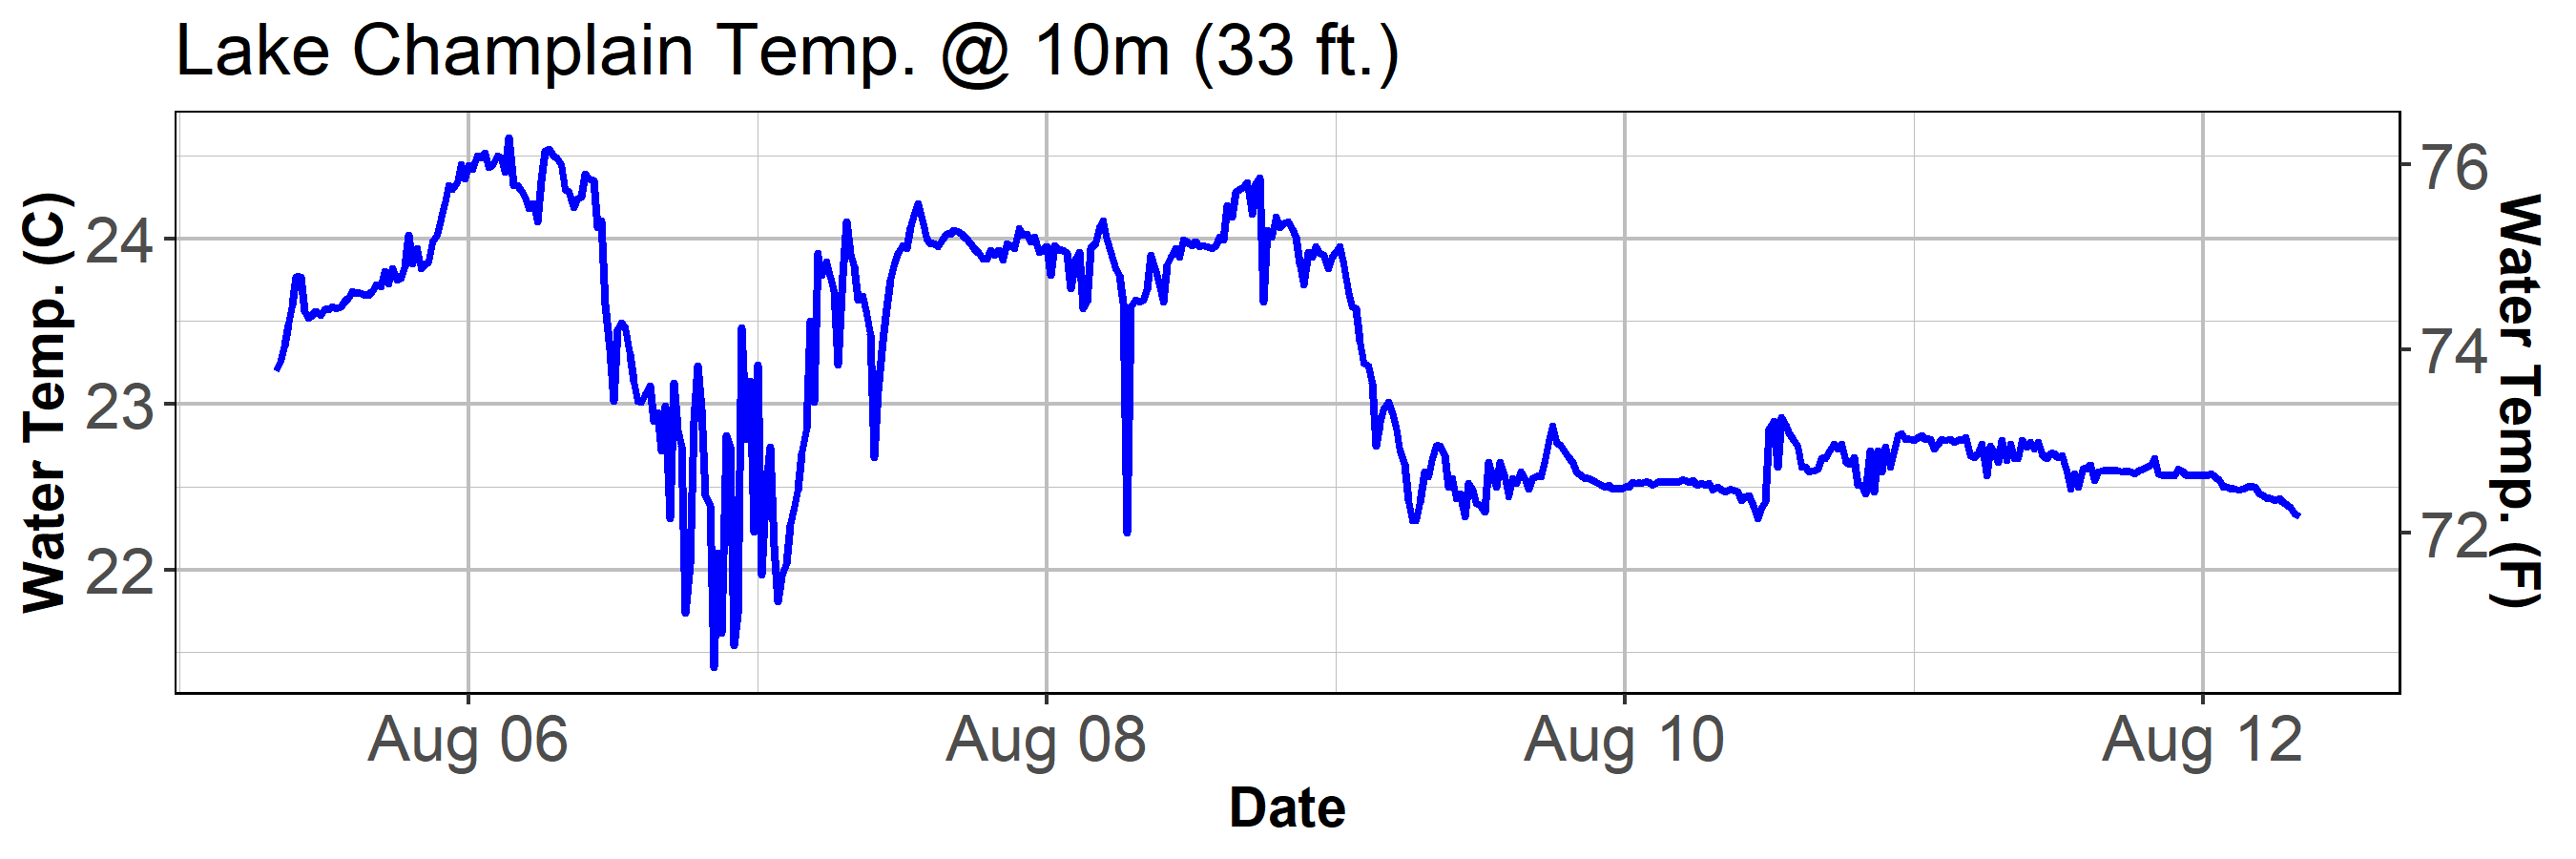 Lake Champlain Temp. @ 10m (33 ft.)
Water Temp. (C)
24
23
22
76
74
72
Water Temp. (F)
Aug 06 Aug 08 Aug 10 Aug 12
Date